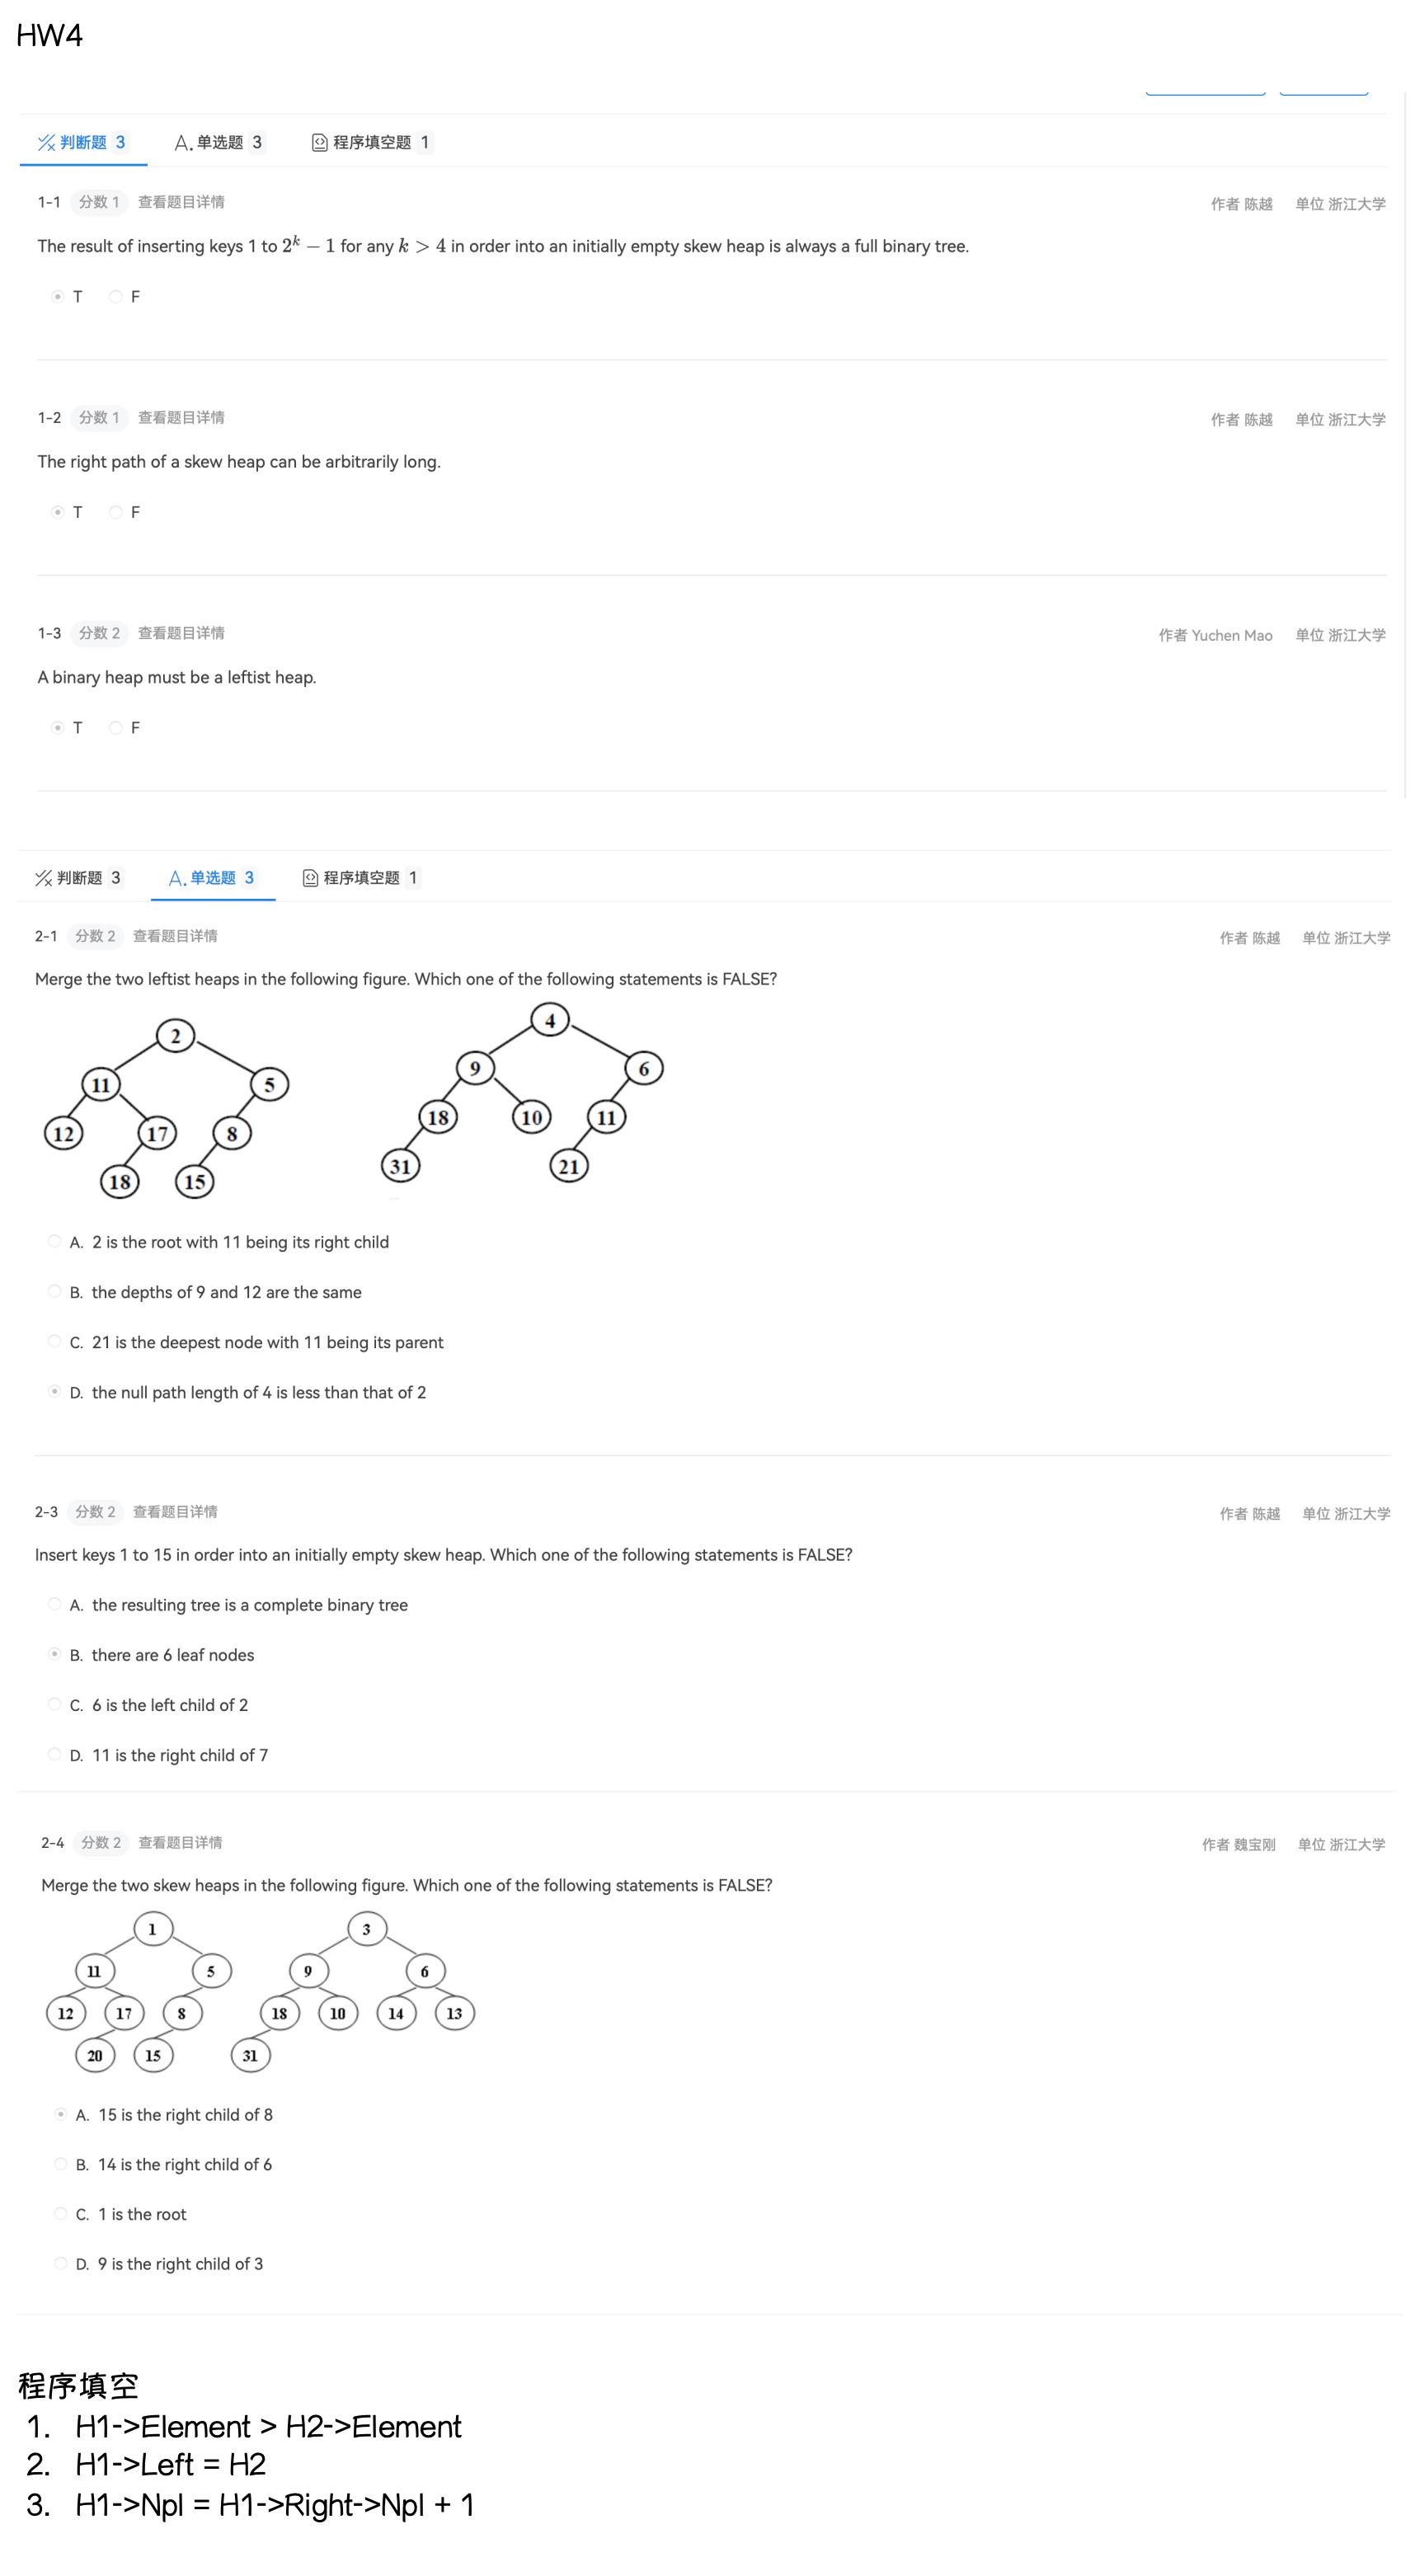 HW4
判断题 3 A. 单选题 3 程序填空题 1
1-1 分数 1 查看题目详情 作者 陈越 单位 浙江大学
The result of inserting keys 1 to 2^k − 1 for any k > 4 in order into an initially empty skew heap is always a full binary tree.
T F
1-2 分数 1 查看题目详情 作者 陈越 单位 浙江大学
The right path of a skew heap can be arbitrarily long.
T F
1-3 分数 2 查看题目详情 作者 Yuchen Mao 单位 浙江大学
A binary heap must be a leftist heap.
T F
判断题 3 A. 单选题 3 程序填空题 1
2-1 分数 2 查看题目详情 作者 陈越 单位 浙江大学
Merge the two leftist heaps in the following figure. Which one of the following statements is FALSE?
2 4
11 5 9 6
12 17 8 18 10 11
18 15 31 21
A. 2 is the root with 11 being its right child
B. the depths of 9 and 12 are the same
C. 21 is the deepest node with 11 being its parent
D. the null path length of 4 is less than that of 2
2-3 分数 2 查看题目详情 作者 陈越 单位 浙江大学
Insert keys 1 to 15 in order into an initially empty skew heap. Which one of the following statements is FALSE?
A. the resulting tree is a complete binary tree
B. there are 6 leaf nodes
C. 6 is the left child of 2
D. 11 is the right child of 7
2-4 分数 2 查看题目详情 作者 魏宝刚 单位 浙江大学
Merge the two skew heaps in the following figure. Which one of the following statements is FALSE?
1 3
11 5 9 6
12 17 8 18 10 14 13
20 15 31
A. 15 is the right child of 8
B. 14 is the right child of 6
C. 1 is the root
D. 9 is the right child of 3
程序填空
1. H1->Element > H2->Element
2. H1->Left = H2
3. H1->Npl = H1->Right->Npl + 1